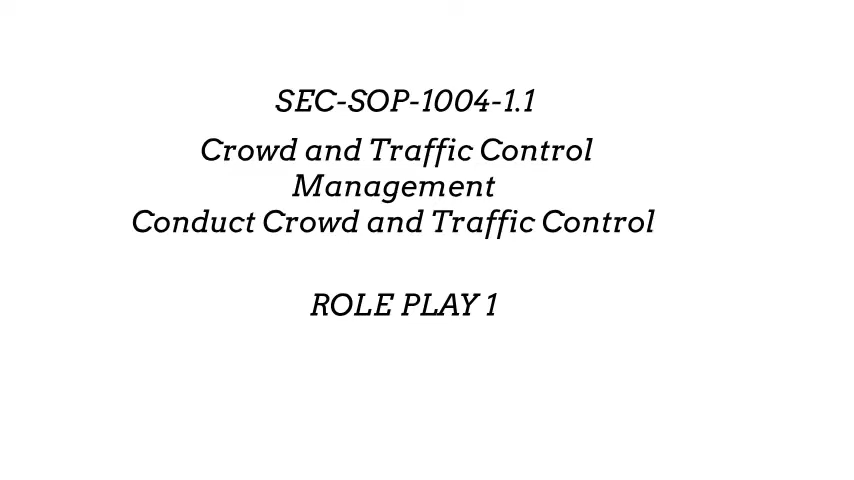 SEC-SOP-1004-1.1
Crowd and Traffic Control
Management
Conduct Crowd and Traffic Control
ROLE PLAY 1